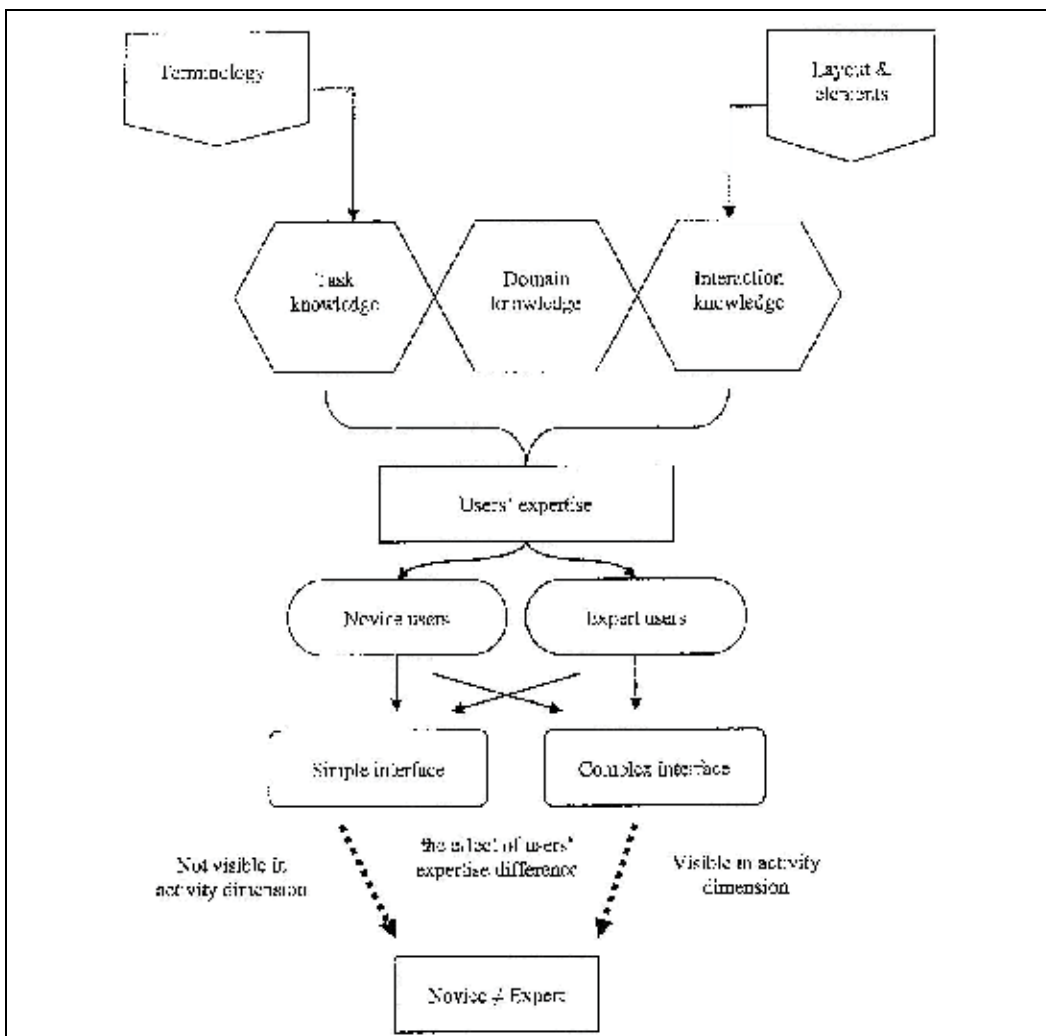 Terminology
Layout &
elements
Task
knowledge
Domain
knowledge
Interaction
knowledge
Users' expertise
Novice users
Expert users
Simple interface
Complex interface
Not visible in
activity dimension
the effect of users'
expertise difference
Visible in activity
dimension
Novice ≠ Expert